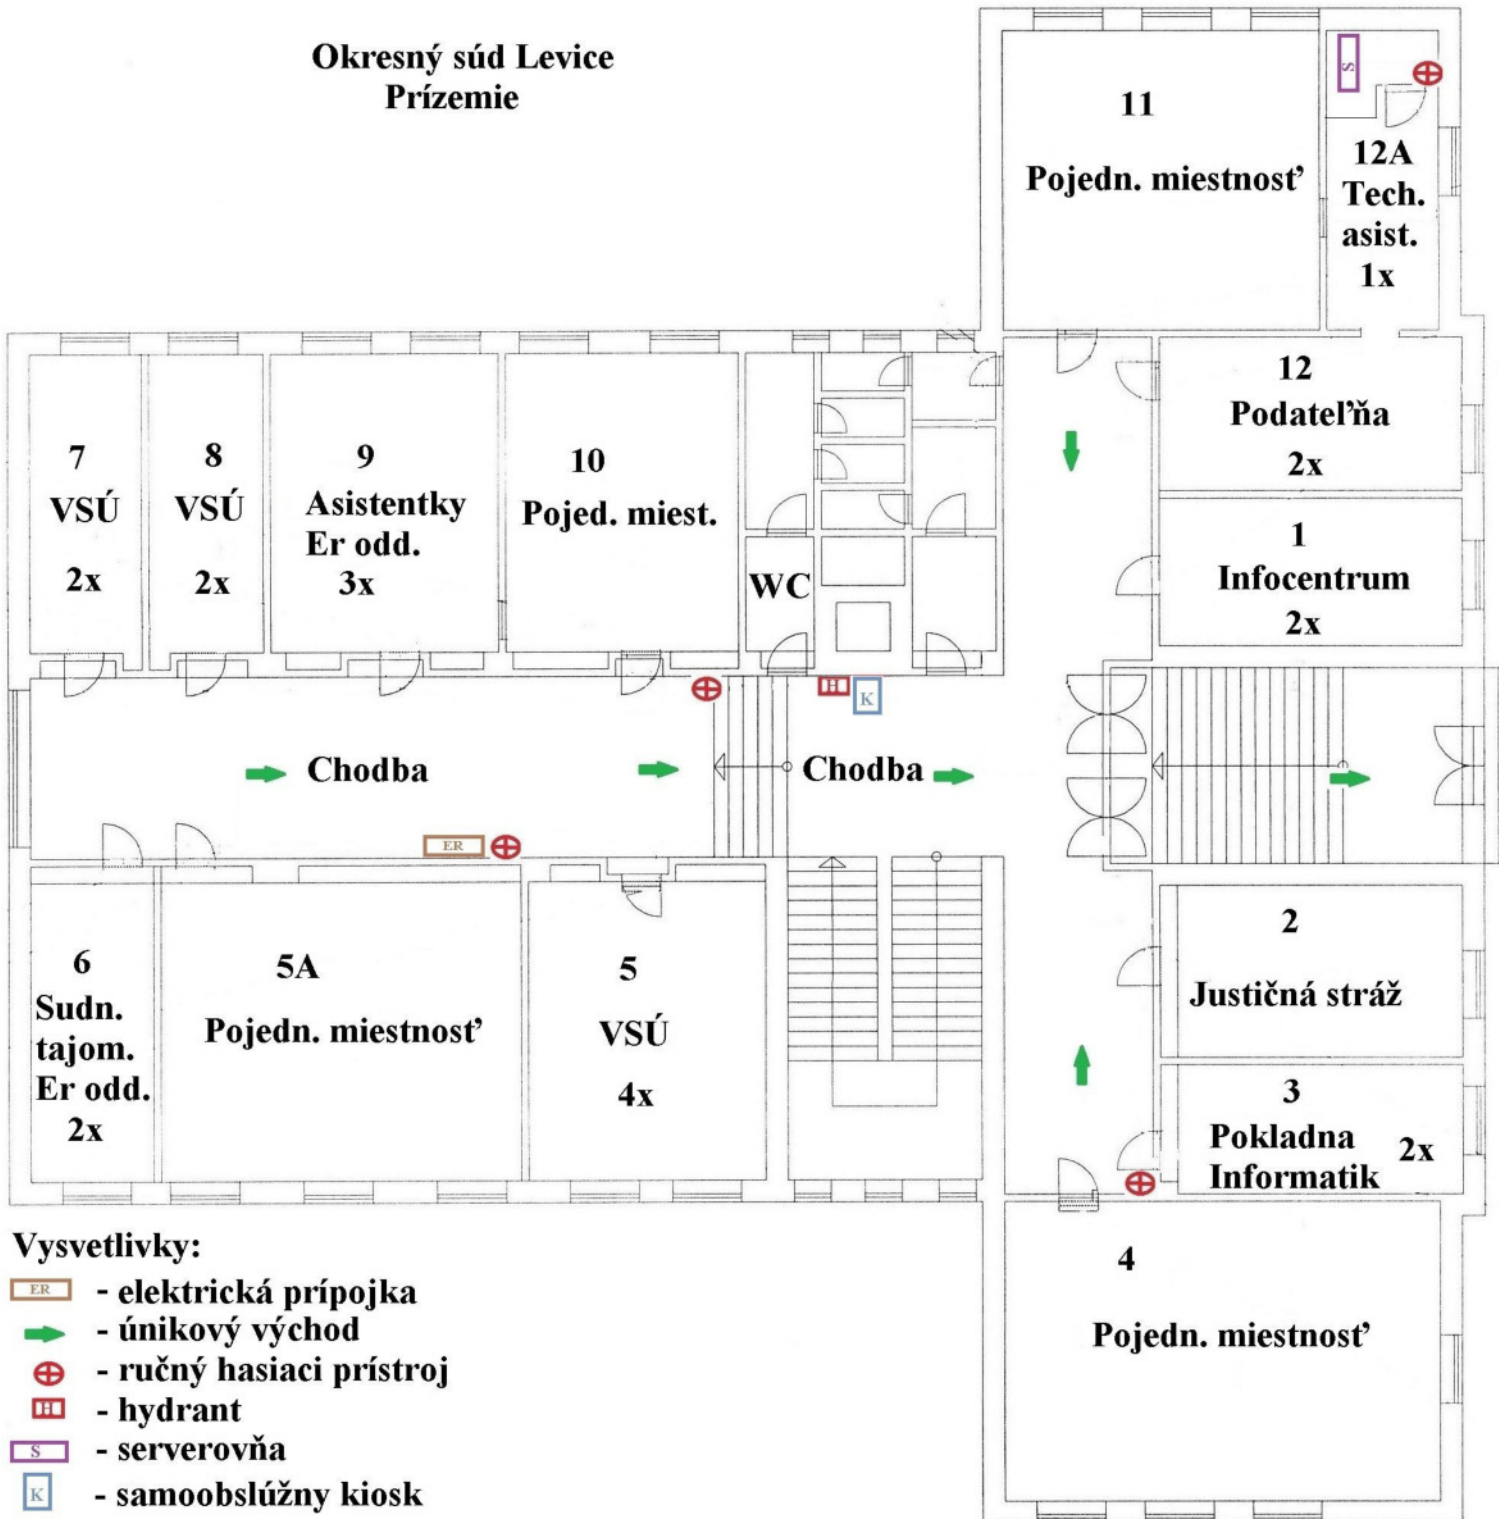 Okresný súd Levice
Prízemie
11
Pojedn. miestnosť
S
12A
Tech.
asist.
1x
7
VSÚ
2x
8
VSÚ
2x
9
Asistentky
Er odd.
3x
10
Pojed. miest.
WC
12
Podateľňa
2x
1
Infocentrum
2x
H
K
Chodba
Chodba
ER
6
Sudn.
tajom.
Er odd.
2x
5A
Pojedn. miestnosť
5
VSÚ
4x
2
Justičná stráž
3
Pokladna
Informatik
2x
4
Pojedn. miestnosť
Vysvetlivky:
ER - elektrická prípojka
- únikový východ
- ručný hasiaci prístroj
H - hydrant
S - serverovňa
K - samoobslúžny kiosk